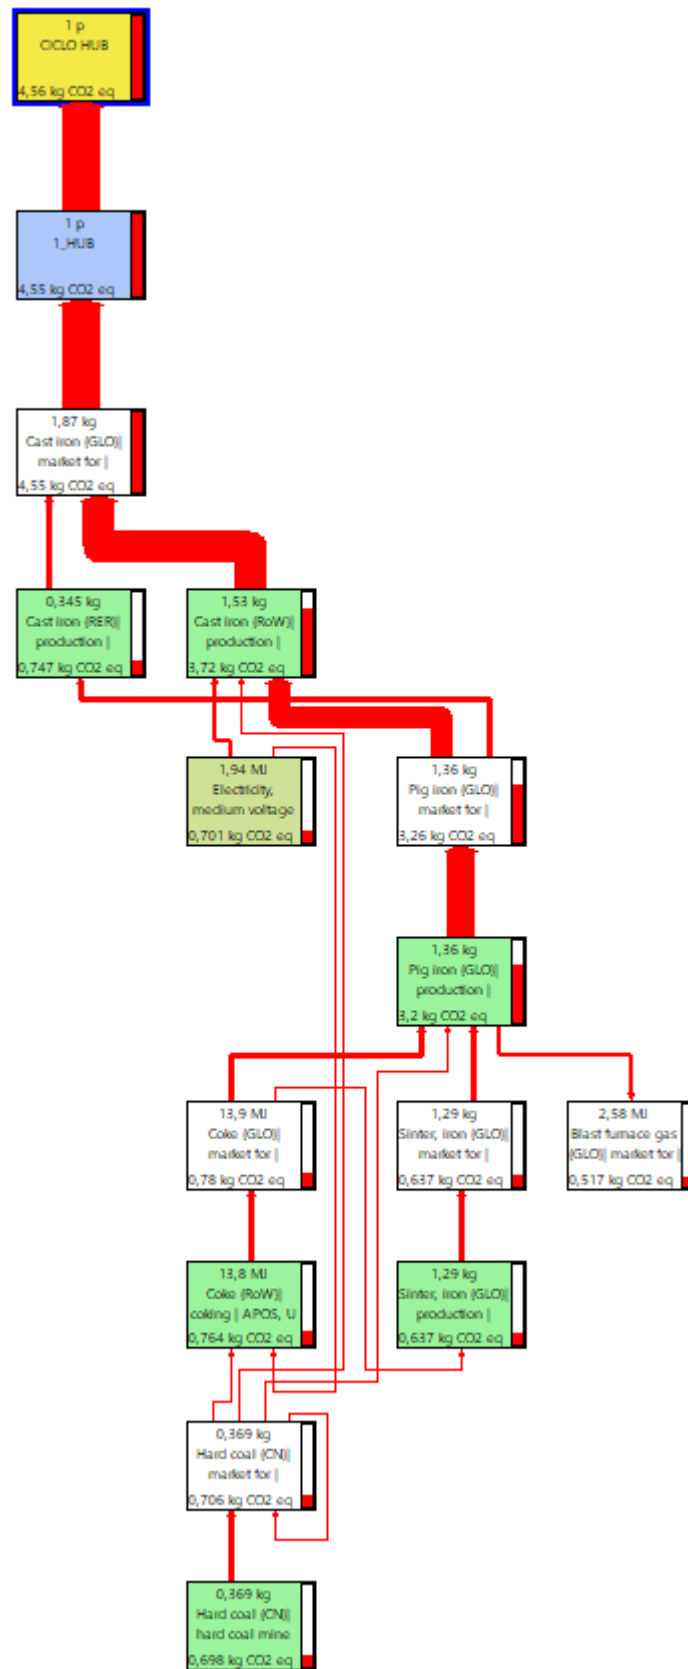 1 p
CICLO HUB
4,56 kg CO2 eq
1 p
1_HUB
4,55 kg CO2 eq
1,87 kg
Cast iron {GLO}|
market for |
4,55 kg CO2 eq
0,345 kg
Cast iron {RER}|
production |
0,747 kg CO2 eq
1,53 kg
Cast iron {RoW}|
production |
3,72 kg CO2 eq
1,94 MJ
Electricity,
medium voltage
0,701 kg CO2 eq
1,36 kg
Pig iron {GLO}|
market for |
3,26 kg CO2 eq
1,36 kg
Pig iron {GLO}|
production |
3,2 kg CO2 eq
13,9 MJ
Coke {GLO}|
market for |
0,78 kg CO2 eq
1,29 kg
Sinter, iron {GLO}|
market for |
0,637 kg CO2 eq
2,58 MJ
Blast furnace gas
{GLO}| market for |
0,517 kg CO2 eq
13,8 MJ
Coke {RoW}|
coking | APOS, U
0,764 kg CO2 eq
1,29 kg
Sinter, iron {GLO}|
production |
0,637 kg CO2 eq
0,369 kg
Hard coal {CN}|
market for |
0,706 kg CO2 eq
0,369 kg
Hard coal {CN}|
hard coal mine
0,698 kg CO2 eq